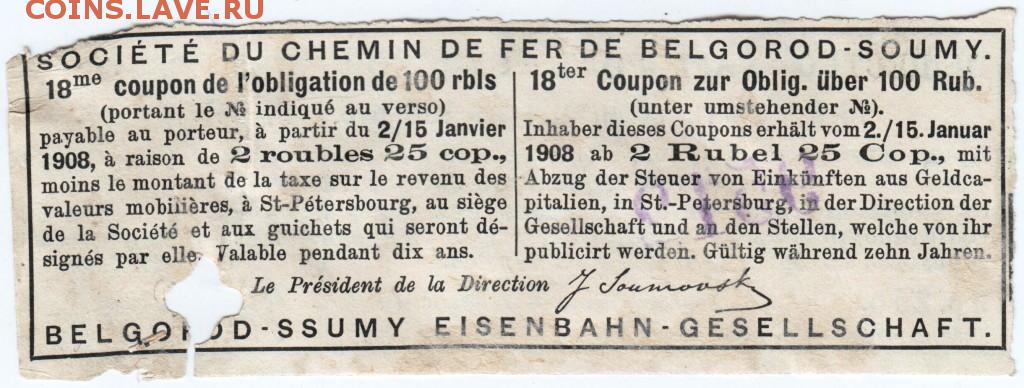 COINS.LAVE.RU
SOCIÉTÉ DU CHEMIN DE FER DE BELGOROD-SOUMY.
18me coupon de l'obligation de 100 rbls
(portant le № indiqué au verso)
payable au porteur, à partir du 2/15 Janvier
1908, à raison de 2 roubles 25 cop.,
moins le montant de la taxe sur le revenu des
valeurs mobilières, à St-Pétersbourg, au siège
de la Société et aux guichets qui seront dé-
signés par elle. Valable pendant dix ans.
18ter Coupon zur Oblig. über 100 Rub.
(unter umstehender №).
Inhaber dieses Coupons erhält vom 2./15. Januar
1908 ab 2 Rubel 25 Cop., mit
Abzug der Steuer von Einkünften aus Geldca-
pitalien, in St.-Petersburg, in der Direction der
Gesellschaft und an den Stellen, welche von ihr
publicirt werden. Gültig während zehn Jahren.
Le Président de la Direction J Soumovsk
BELGOROD-SSUMY EISENBAHN-GESELLSCHAFT.